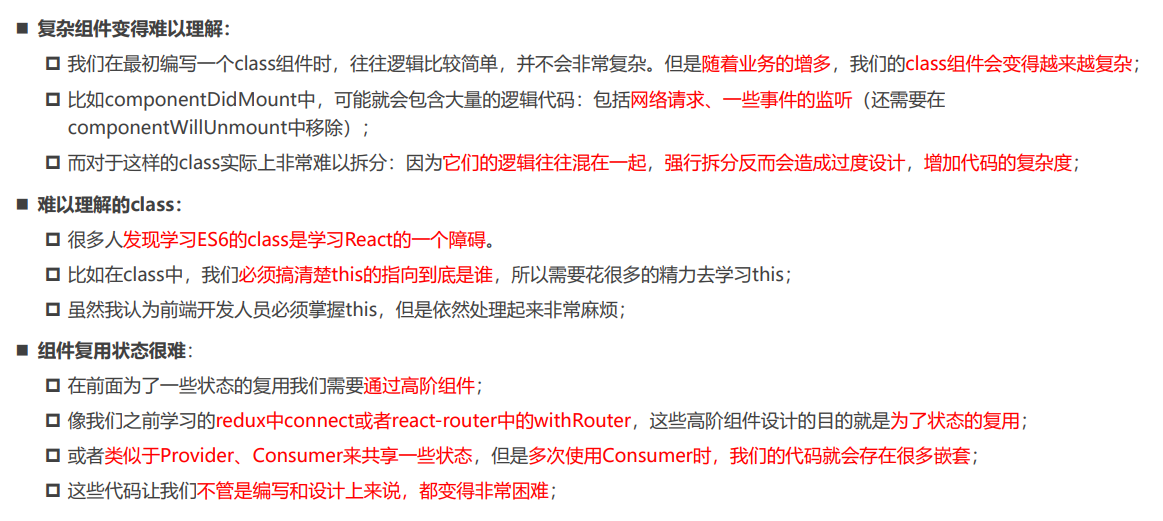 复杂组件变得难以理解：
我们在最初编写一个class组件时，往往逻辑比较简单，并不会非常复杂。但是随着业务的增多，我们的class组件会变得越来越复杂；
比如componentDidMount中，可能就会包含大量的逻辑代码：包括网络请求、一些事件的监听（还需要在
componentWillUnmount中移除）；
而对于这样的class实际上非常难以拆分：因为它们的逻辑往往混在一起，强行拆分反而会造成过度设计，增加代码的复杂度；
难以理解的class：
很多人发现学习ES6的class是学习React的一个障碍。
比如在class中，我们必须搞清楚this的指向到底是谁，所以需要花很多的精力去学习this；
虽然我认为前端开发人员必须掌握this，但是依然处理起来非常麻烦；
组件复用状态很难：
在前面为了一些状态的复用我们需要通过高阶组件；
像我们之前学习的redux中connect或者react-router中的withRouter，这些高阶组件设计的目的就是为了状态的复用；
或者类似于Provider、Consumer来共享一些状态，但是多次使用Consumer时，我们的代码就会存在很多嵌套；
这些代码让我们不管是编写和设计上来说，都变得非常困难；